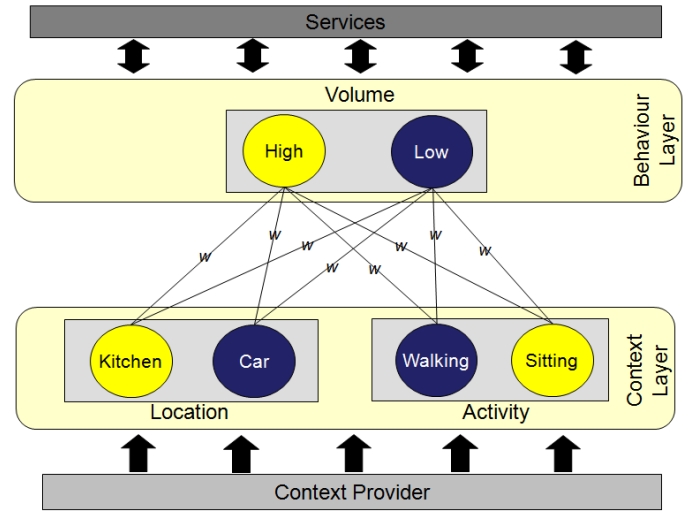 Services
Volume
High
Low
Behaviour
Layer
w
w
w
w
w
w
w
w
Kitchen
Car
Walking
Sitting
Location
Activity
Context
Layer
Context Provider